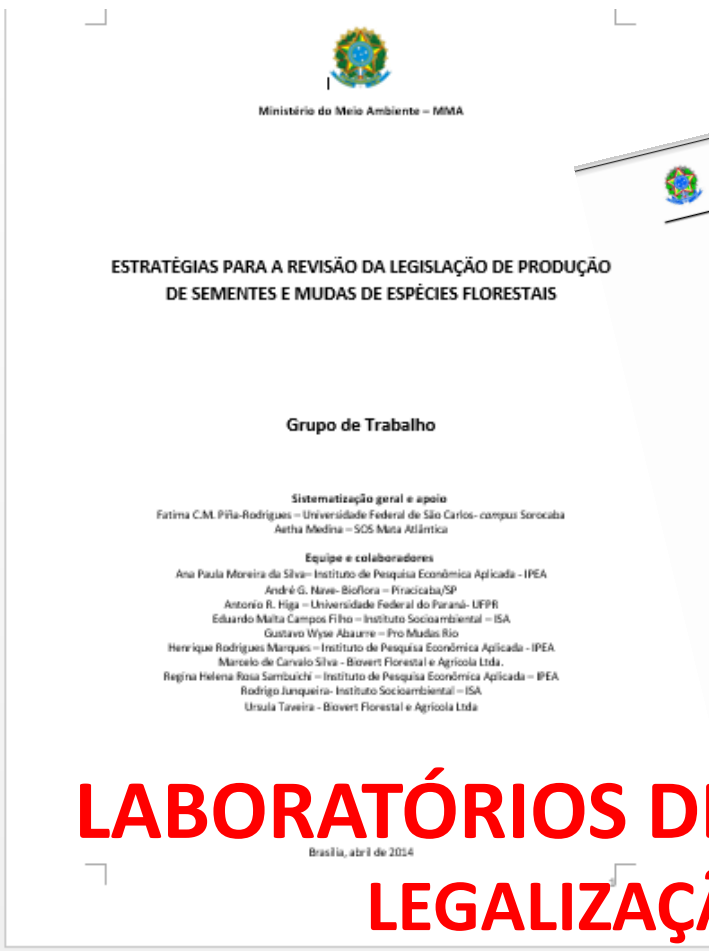 Ministério do Meio Ambiente – MMA
ESTRATÉGIAS PARA A REVISÃO DA LEGISLAÇÃO DE PRODUÇÃO
DE SEMENTES E MUDAS DE ESPÉCIES FLORESTAIS
Grupo de Trabalho
Sistematização geral e apoio
Fatima C.M. Piña-Rodrigues – Universidade Federal de São Carlos- campus Sorocaba
Aetha Medina – SOS Mata Atlântica
Equipe e colaboradores
Ana Paula Moreira da Silva– Instituto de Pesquisa Econômica Aplicada - IPEA
André G. Nave- Bioflora – Piracicaba/SP
Antonio R. Higa – Universidade Federal do Paraná- UFPR
Eduardo Malta Campos Filho – Instituto Socioambiental – ISA
Gustavo Wyse Abaurre – Pro Mudas Rio
Henrique Rodrigues Marques – Instituto de Pesquisa Econômica Aplicada - IPEA
Marcelo de Carvalo Silva - Biovert Florestal e Agrícola Ltda.
Regina Helena Rosa Sambuichi – Instituto de Pesquisa Econômica Aplicada – IPEA
Rodrigo Junqueira- Instituto Socioambiental – ISA
Ursula Taveira - Biovert Florestal e Agrícola Ltda
LABORATÓRIOS D
Brasília, abril de 2014
LEGALIZAÇÃ